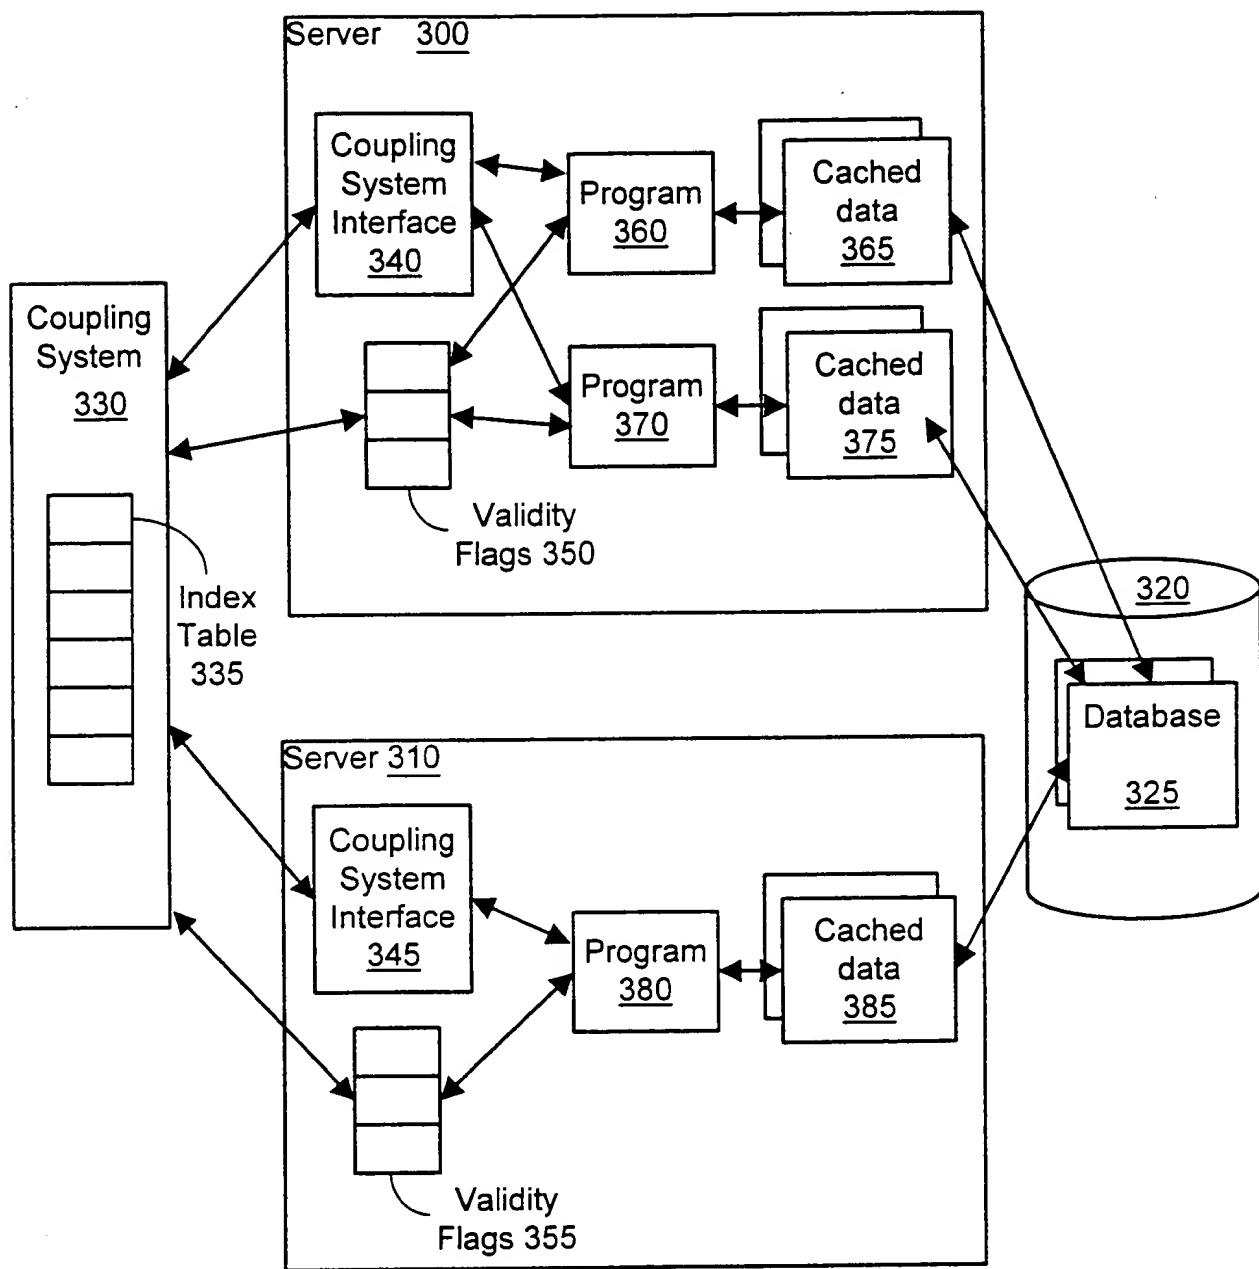 Server 300
Coupling
System
Interface
340
Program
360
Cached
data
365
Coupling
System
330
Program
370
Cached
data
375
Validity
Flags 350
Index
Table
335
320
Database
325
Server 310
Coupling
System
Interface
345
Program
380
Cached
data
385
Validity
Flags 355